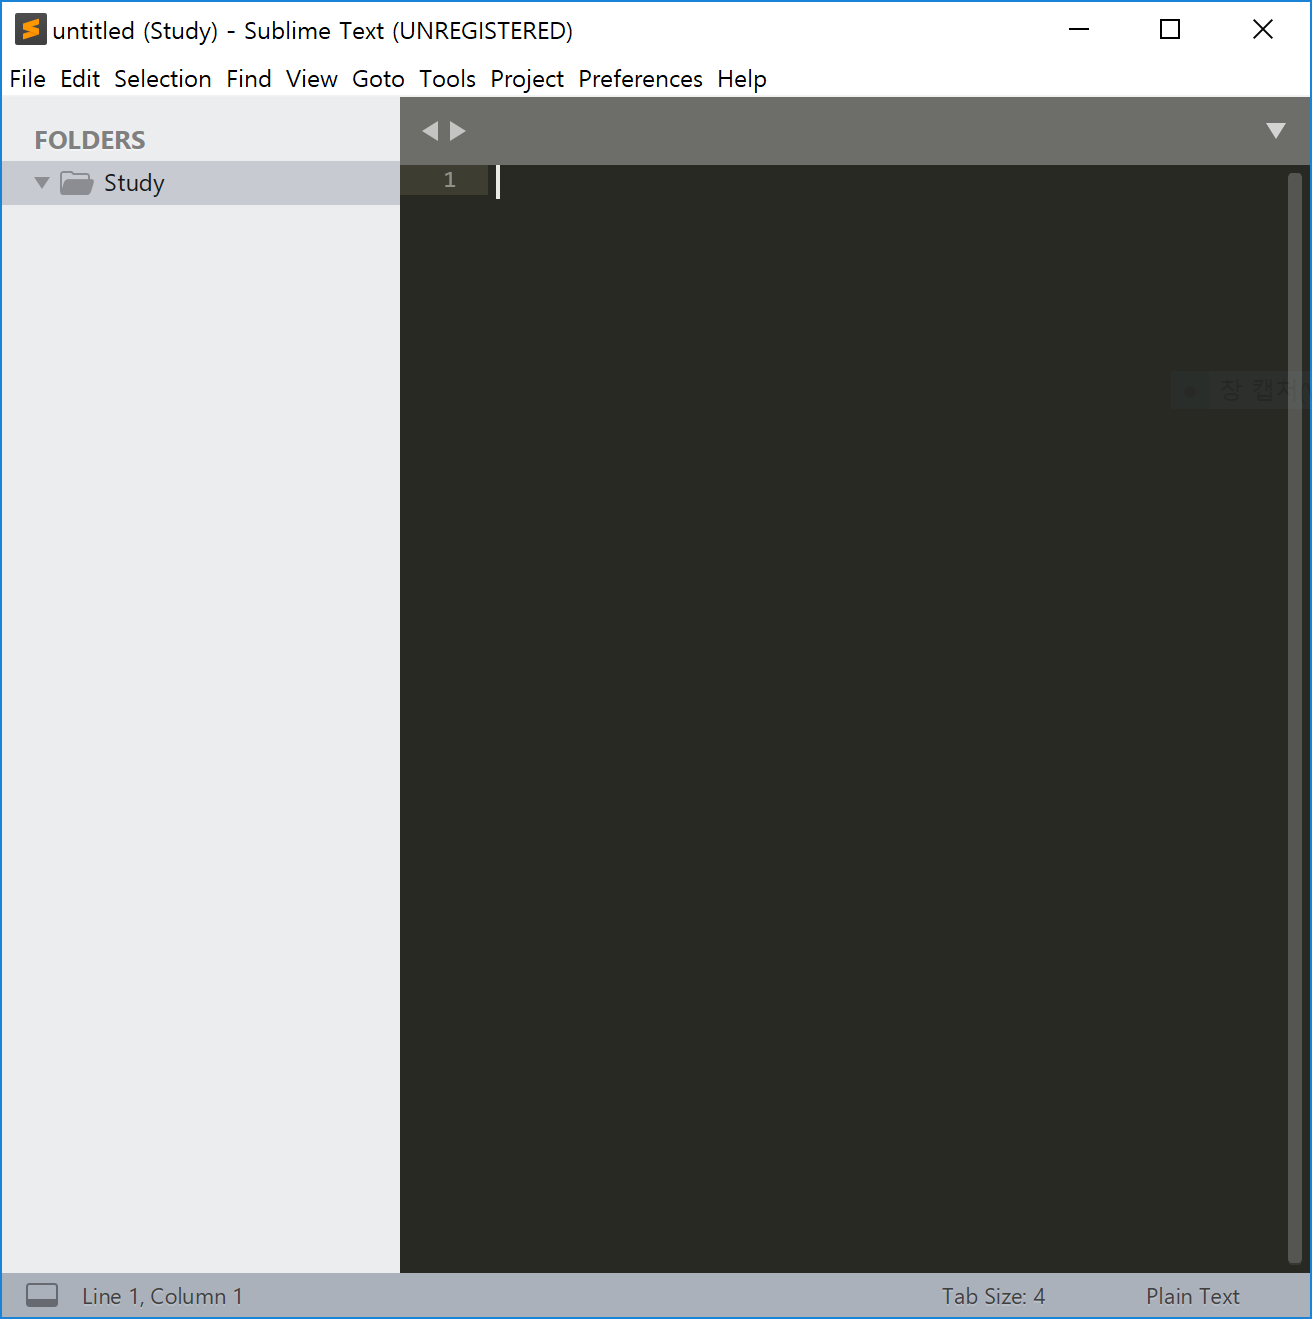 untitled (Study) - Sublime Text (UNREGISTERED)
File Edit Selection Find View Goto Tools Project Preferences Help
FOLDERS
Study
1
창 캡처
Line 1, Column 1 Tab Size: 4 Plain Text